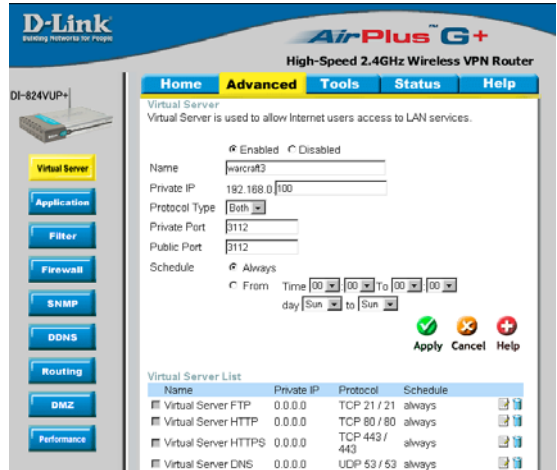 D-Link
Building Networks for People
AirPlus™G+
High-Speed 2.4GHz Wireless VPN Router
DI-824VUP+
Home Advanced Tools Status Help
Virtual Server
Virtual Server is used to allow Internet users access to LAN services.
Enabled Disabled
Name warcraft3
Private IP 192.168.0. 100
Protocol Type Both
Private Port 3112
Public Port 3112
Schedule Always
From Time 00 : 00 To 00 : 00
day Sun to Sun
Apply Cancel Help
Virtual Server
Application
Filter
Firewall
SNMP
DDNS
Routing
DMZ
Performance
Virtual Server List
Name Private IP Protocol Schedule
Virtual Server FTP 0.0.0.0 TCP 21 / 21 always
Virtual Server HTTP 0.0.0.0 TCP 80 / 80 always
Virtual Server HTTPS 0.0.0.0 TCP 443 / 443 always
Virtual Server DNS 0.0.0.0 UDP 53 / 53 always